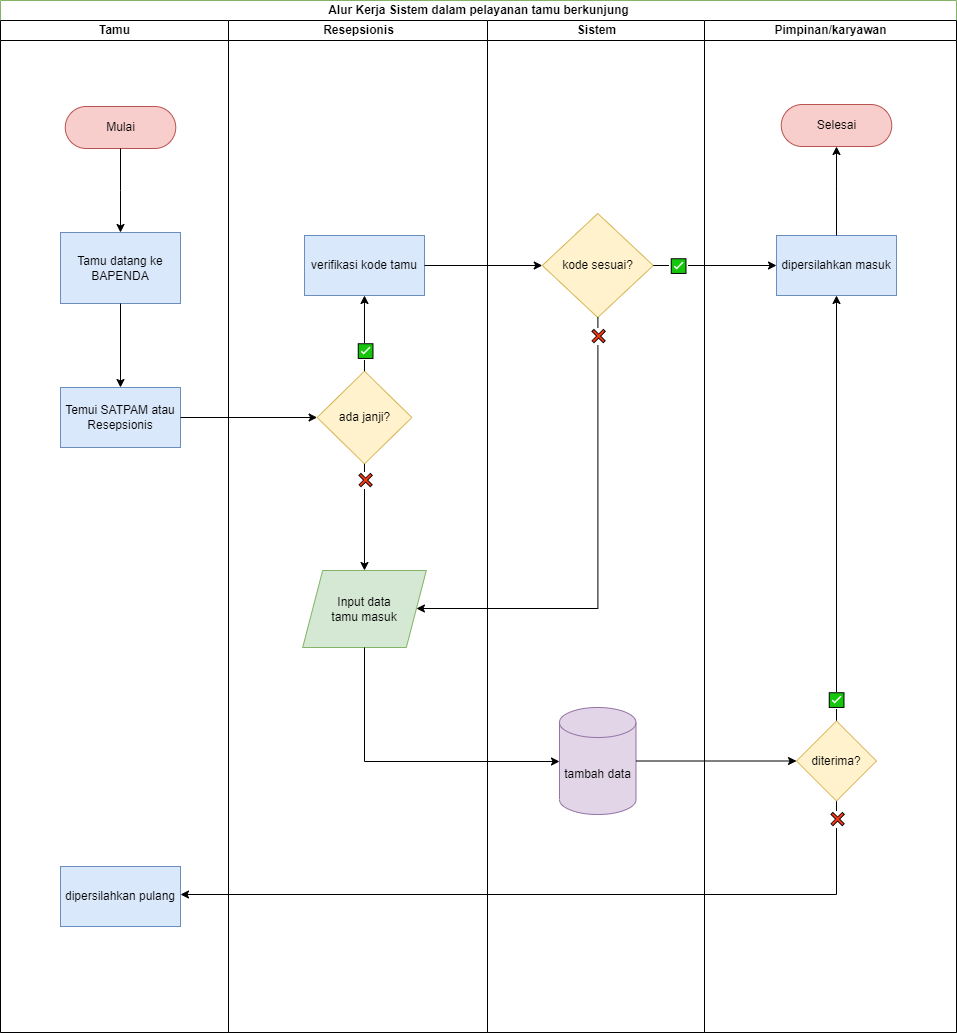 Alur Kerja Sistem dalam pelayanan tamu berkunjung
Tamu
Resepsionis
Sistem
Pimpinan/karyawan
Mulai
Selesai
Tamu datang ke
BAPENDA
verifikasi kode tamu
kode sesuai?
dipersilahkan masuk
Temui SATPAM atau
Resepsionis
ada janji?
Input data
tamu masuk
tambah data
diterima?
dipersilahkan pulang